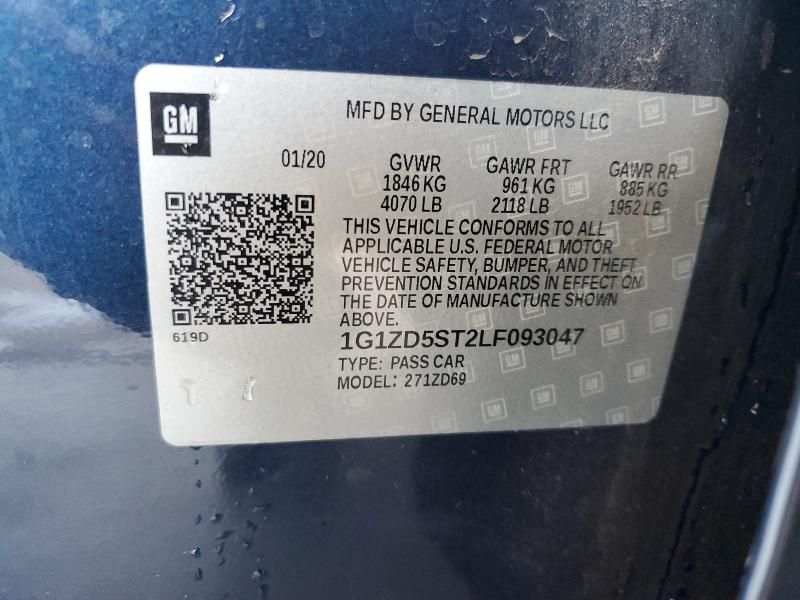 GM
MFD BY GENERAL MOTORS LLC
01/20
GVWR GAWR FRT GAWR RR
1846 KG 961 KG 885 KG
4070 LB 2118 LB 1952 LB
THIS VEHICLE CONFORMS TO ALL
APPLICABLE U.S. FEDERAL MOTOR
VEHICLE SAFETY, BUMPER, AND THEFT
PREVENTION STANDARDS IN EFFECT ON
THE DATE OF MANUFACTURE SHOWN
ABOVE.
619D
1G1ZD5ST2LF093047
TYPE: PASS CAR
MODEL: 271ZD69